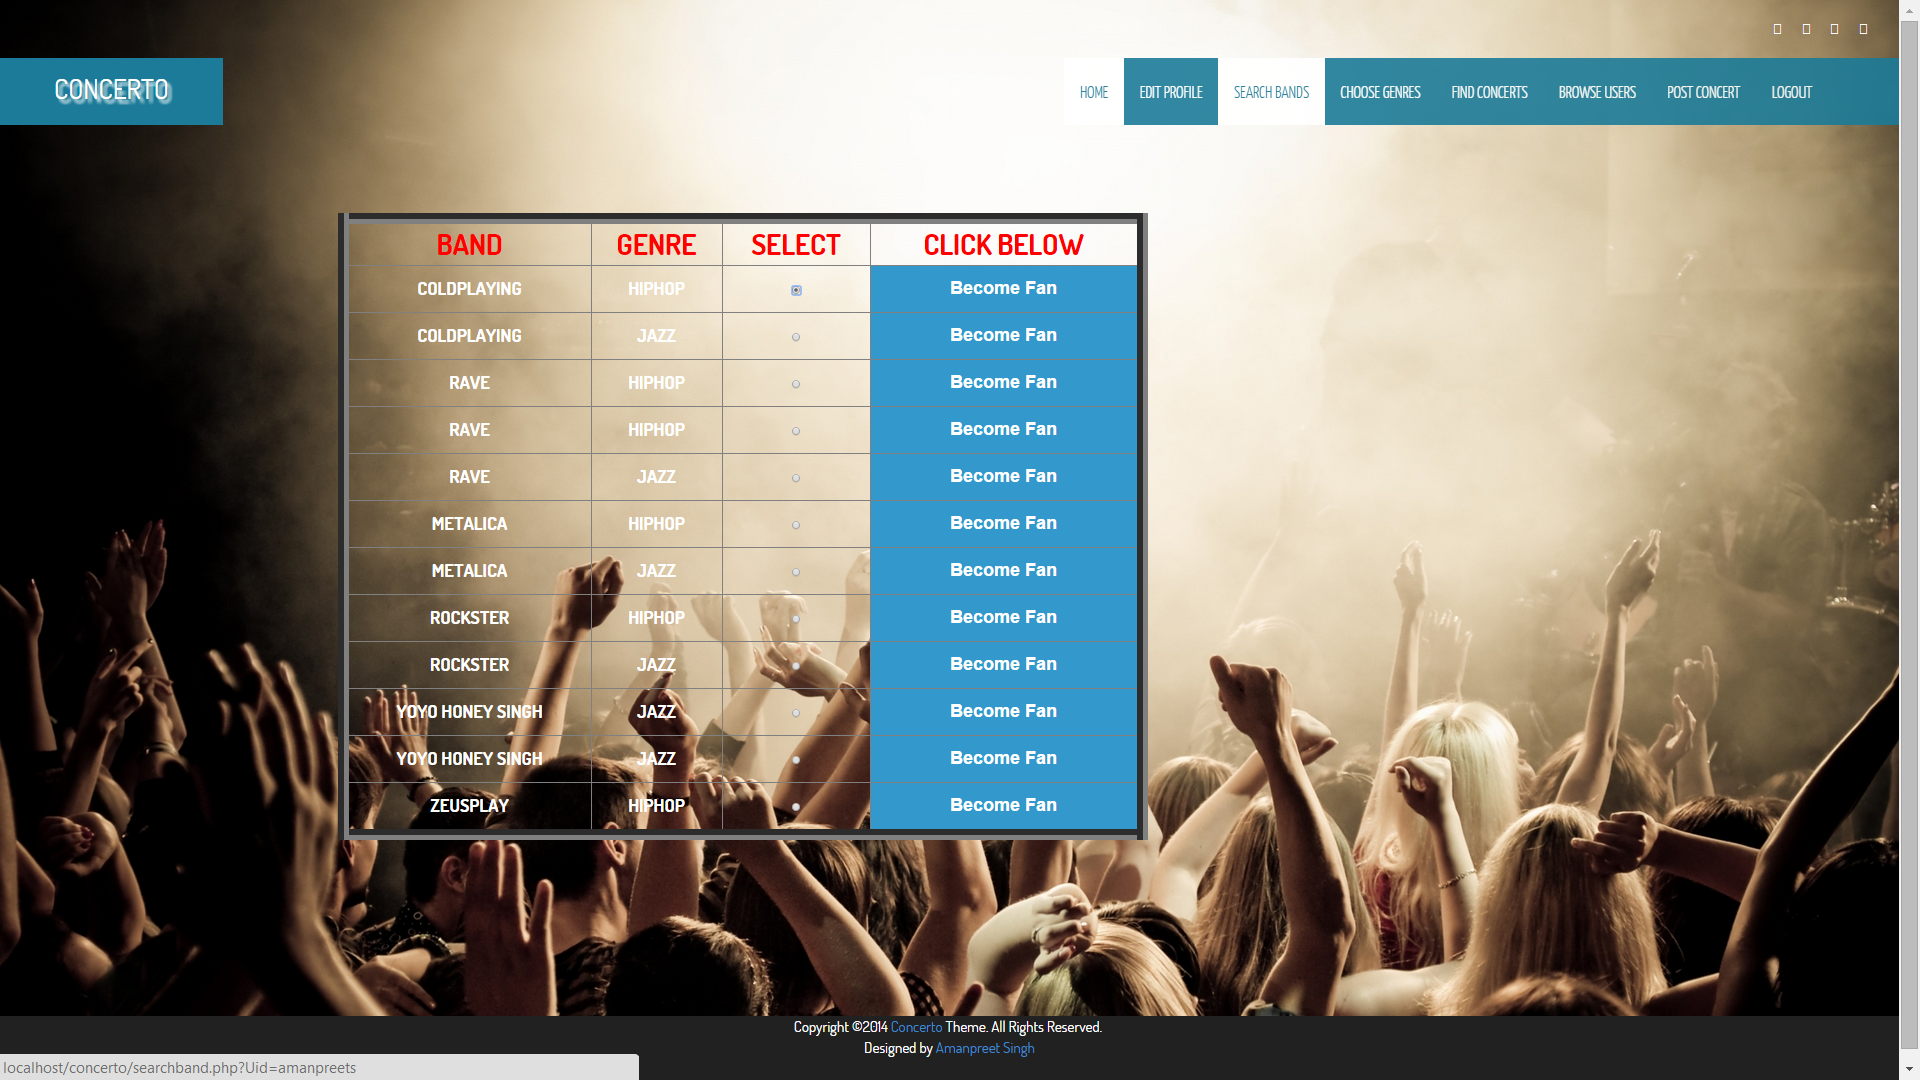 CONCERTO
HOME EDIT PROFILE SEARCH BANDS CHOOSE GENRES FIND CONCERTS BROWSE USERS POST CONCERT LOGOUT
BAND GENRE SELECT CLICK BELOW
COLDPLAYING HIPHOP Become Fan
COLDPLAYING JAZZ Become Fan
RAVE HIPHOP Become Fan
RAVE HIPHOP Become Fan
RAVE JAZZ Become Fan
METALICA HIPHOP Become Fan
METALICA JAZZ Become Fan
ROCKSTER HIPHOP Become Fan
ROCKSTER JAZZ Become Fan
YOYO HONEY SINGH JAZZ Become Fan
YOYO HONEY SINGH JAZZ Become Fan
ZEUSPLAY HIPHOP Become Fan
Copyright ©2014 Concerto Theme. All Rights Reserved.
Designed by Amanpreet Singh
localhost/concerto/searchband.php?Uid=amanpreets